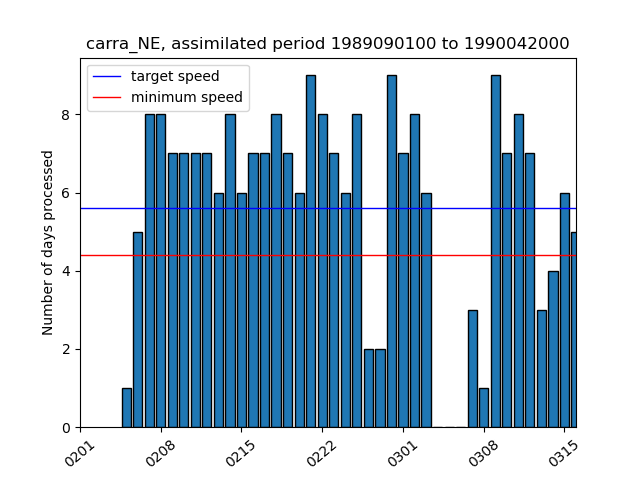 carra_NE, assimilated period 1989090100 to 1990042000
target speed
minimum speed
Number of days processed
8
6
4
2
0
0201 0208 0215 0222 0301 0308 0315